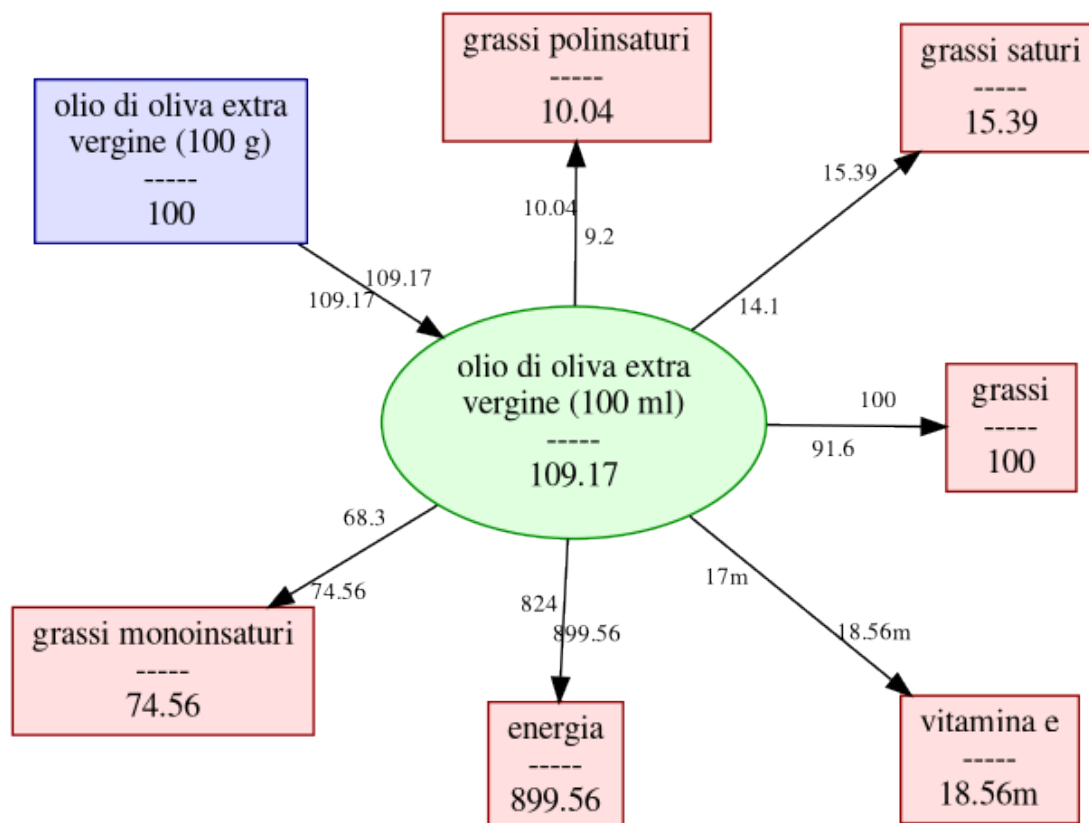 grassi polinsaturi
-----
10.04
grassi saturi
-----
15.39
olio di oliva extra
vergine (100 g)
-----
100
15.39
10.04
9.2
109.17
109.17
14.1
olio di oliva extra
vergine (100 ml)
-----
109.17
grassi
-----
100
100
91.6
68.3
74.56
824
899.56
17m
18.56m
grassi monoinsaturi
-----
74.56
energia
-----
899.56
vitamina e
-----
18.56m